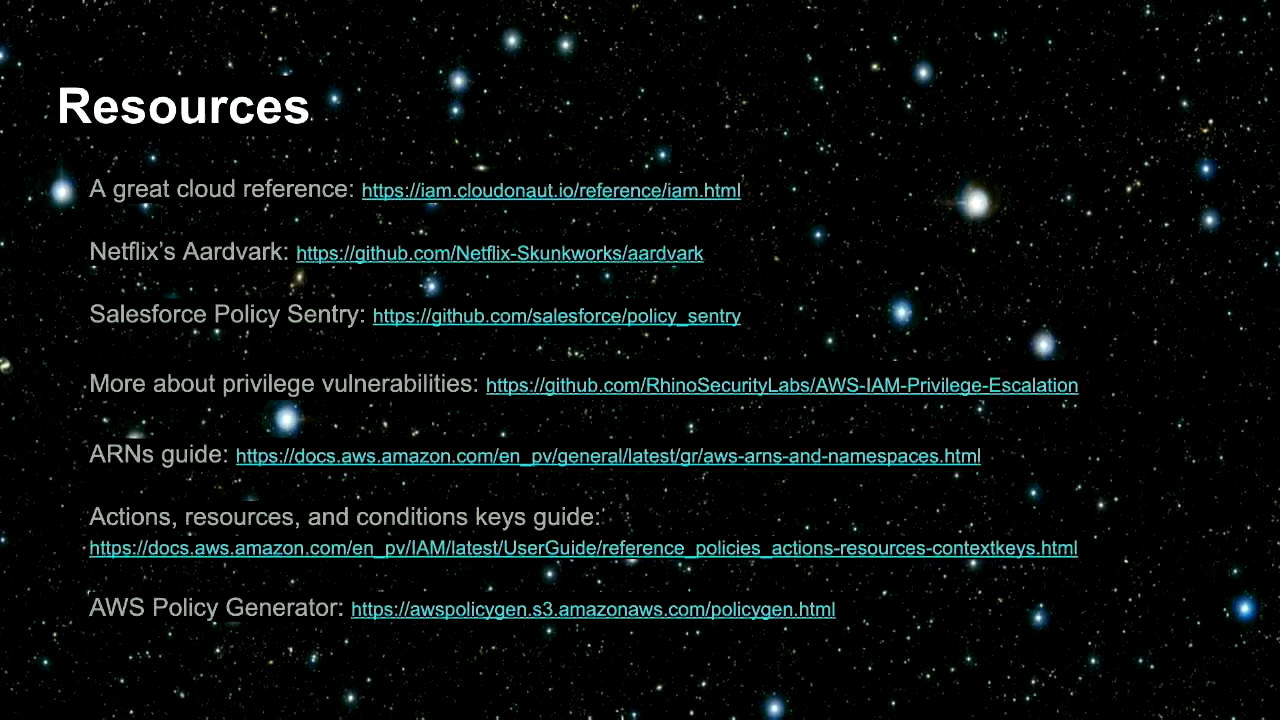 Resources
A great cloud reference: https://iam.cloudonaut.io/reference/iam.html
Netflix’s Aardvark: https://github.com/Netflix-Skunkworks/aardvark
Salesforce Policy Sentry: https://github.com/salesforce/policy_sentry
More about privilege vulnerabilities: https://github.com/RhinoSecurityLabs/AWS-IAM-Privilege-Escalation
ARNs guide: https://docs.aws.amazon.com/en_pv/general/latest/gr/aws-arns-and-namespaces.html
Actions, resources, and conditions keys guide:
https://docs.aws.amazon.com/en_pv/IAM/latest/UserGuide/reference_policies_actions-resources-contextkeys.html
AWS Policy Generator: https://awspolicygen.s3.amazonaws.com/policygen.html